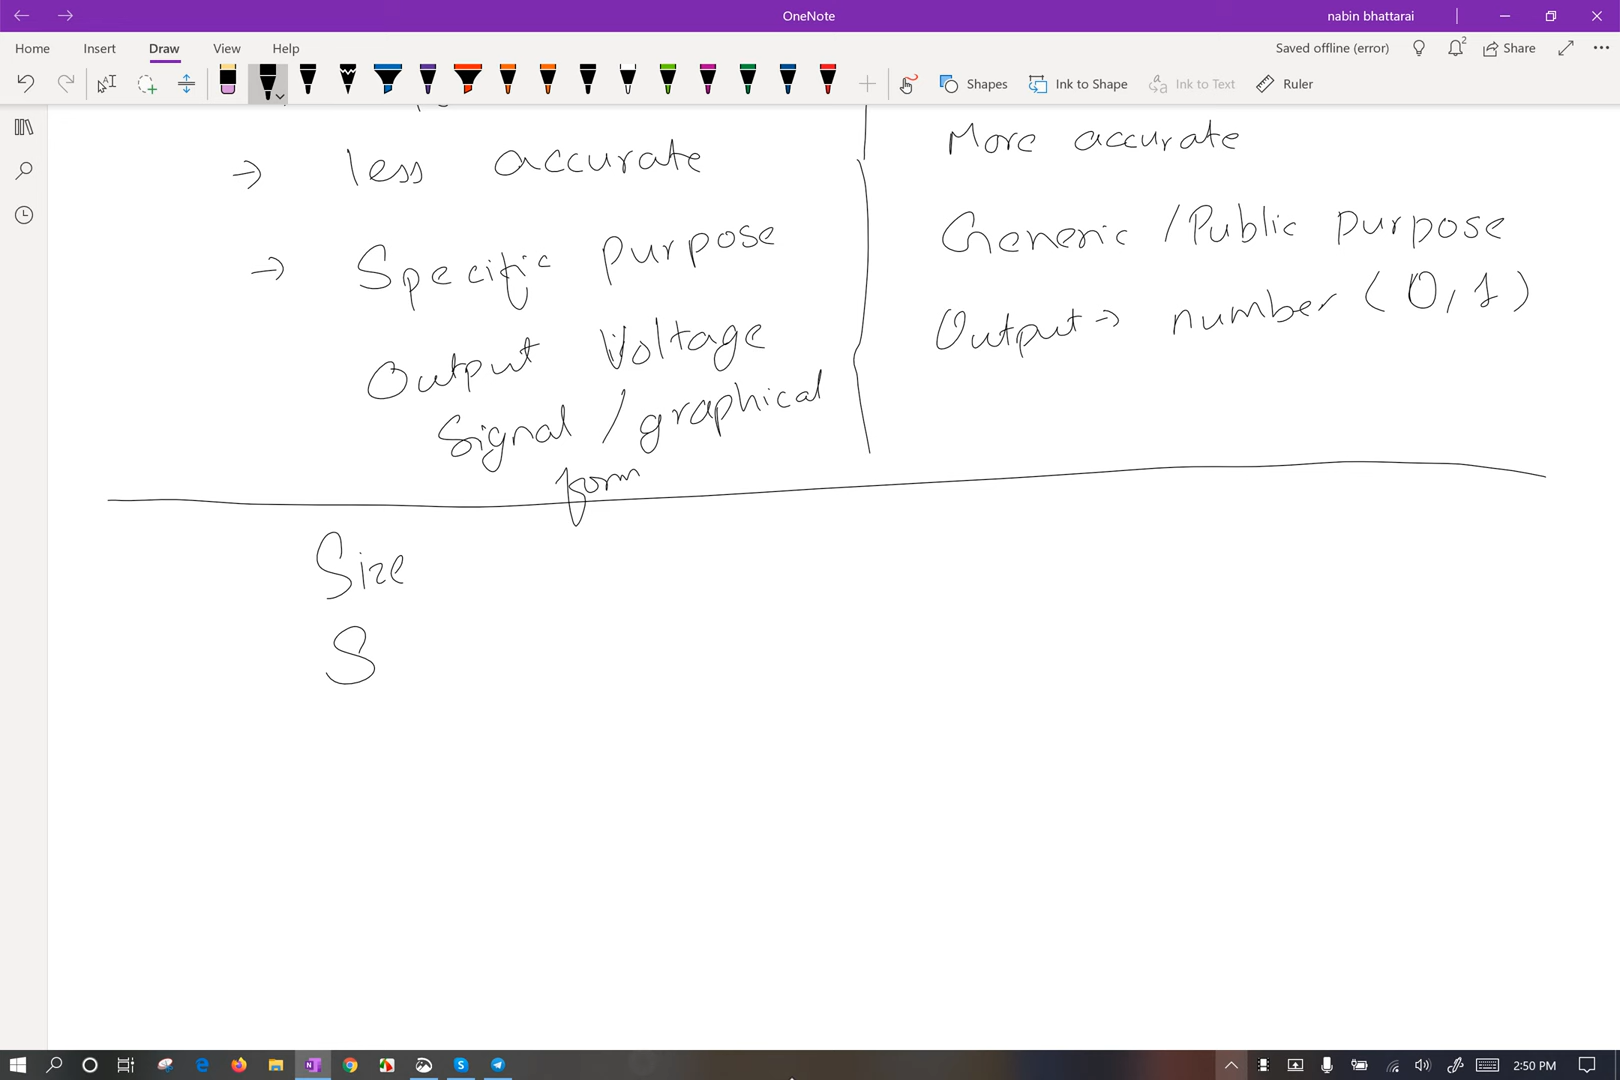 OneNote
nabin bhattarai
Home Insert Draw View Help
Saved offline (error)
2
Share
Shapes
Ink to Shape
Ink to Text
Ruler
→ less accurate
→ Specific purpose
Output Voltage
Signal / graphical
form
More accurate
Generic / Public purpose
Output → number (0,1)
Size
S
2:50 PM